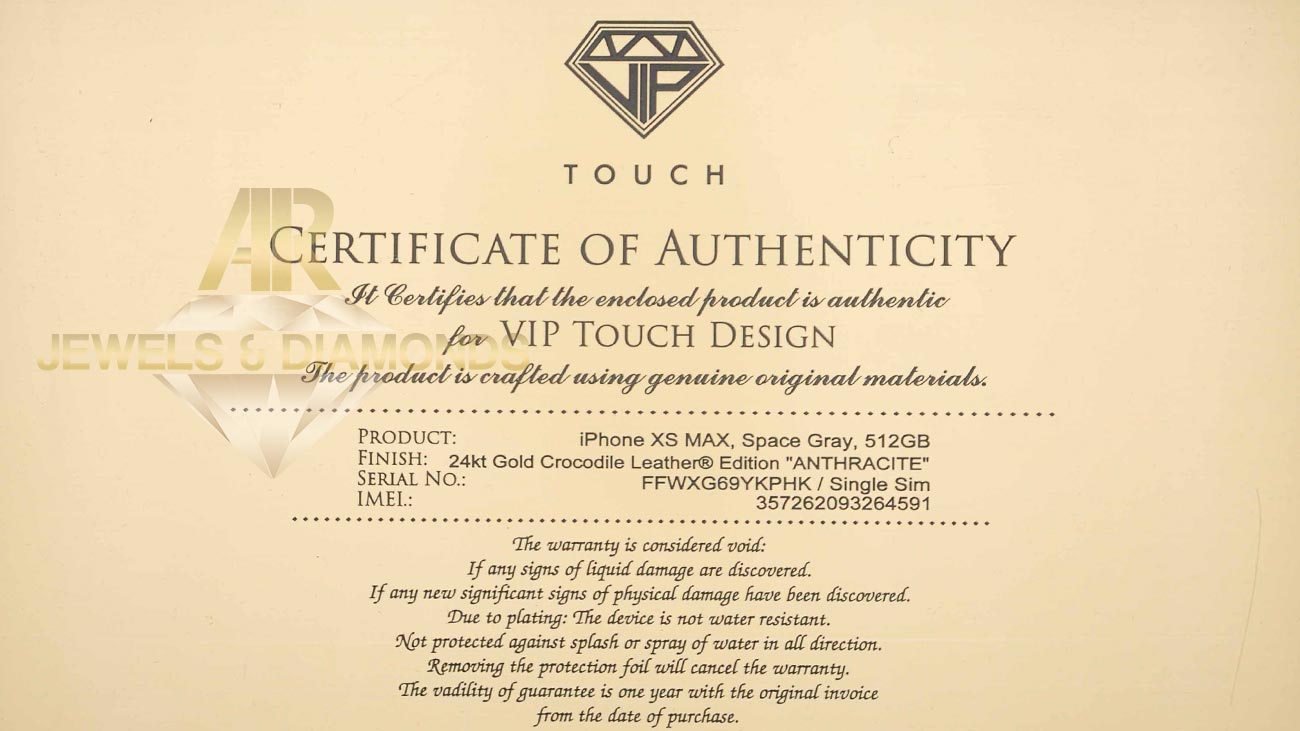 VIP
TOUCH
CERTIFICATE OF AUTHENTICITY
It Certifies that the enclosed product is authentic
for VIP TOUCH DESIGN
The product is crafted using genuine original materials.
AR
JEWELS & DIAMONDS
PRODUCT: iPhone XS MAX, Space Gray, 512GB
FINISH: 24kt Gold Crocodile Leather® Edition "ANTHRACITE"
SERIAL NO.: FFWXG69YKPHK / Single Sim
IMEI.: 357262093264591
The warranty is considered void:
If any signs of liquid damage are discovered.
If any new significant signs of physical damage have been discovered.
Due to plating: The device is not water resistant.
Not protected against splash or spray of water in all direction.
Removing the protection foil will cancel the warranty.
The vadility of guarantee is one year with the original invoice
from the date of purchase.